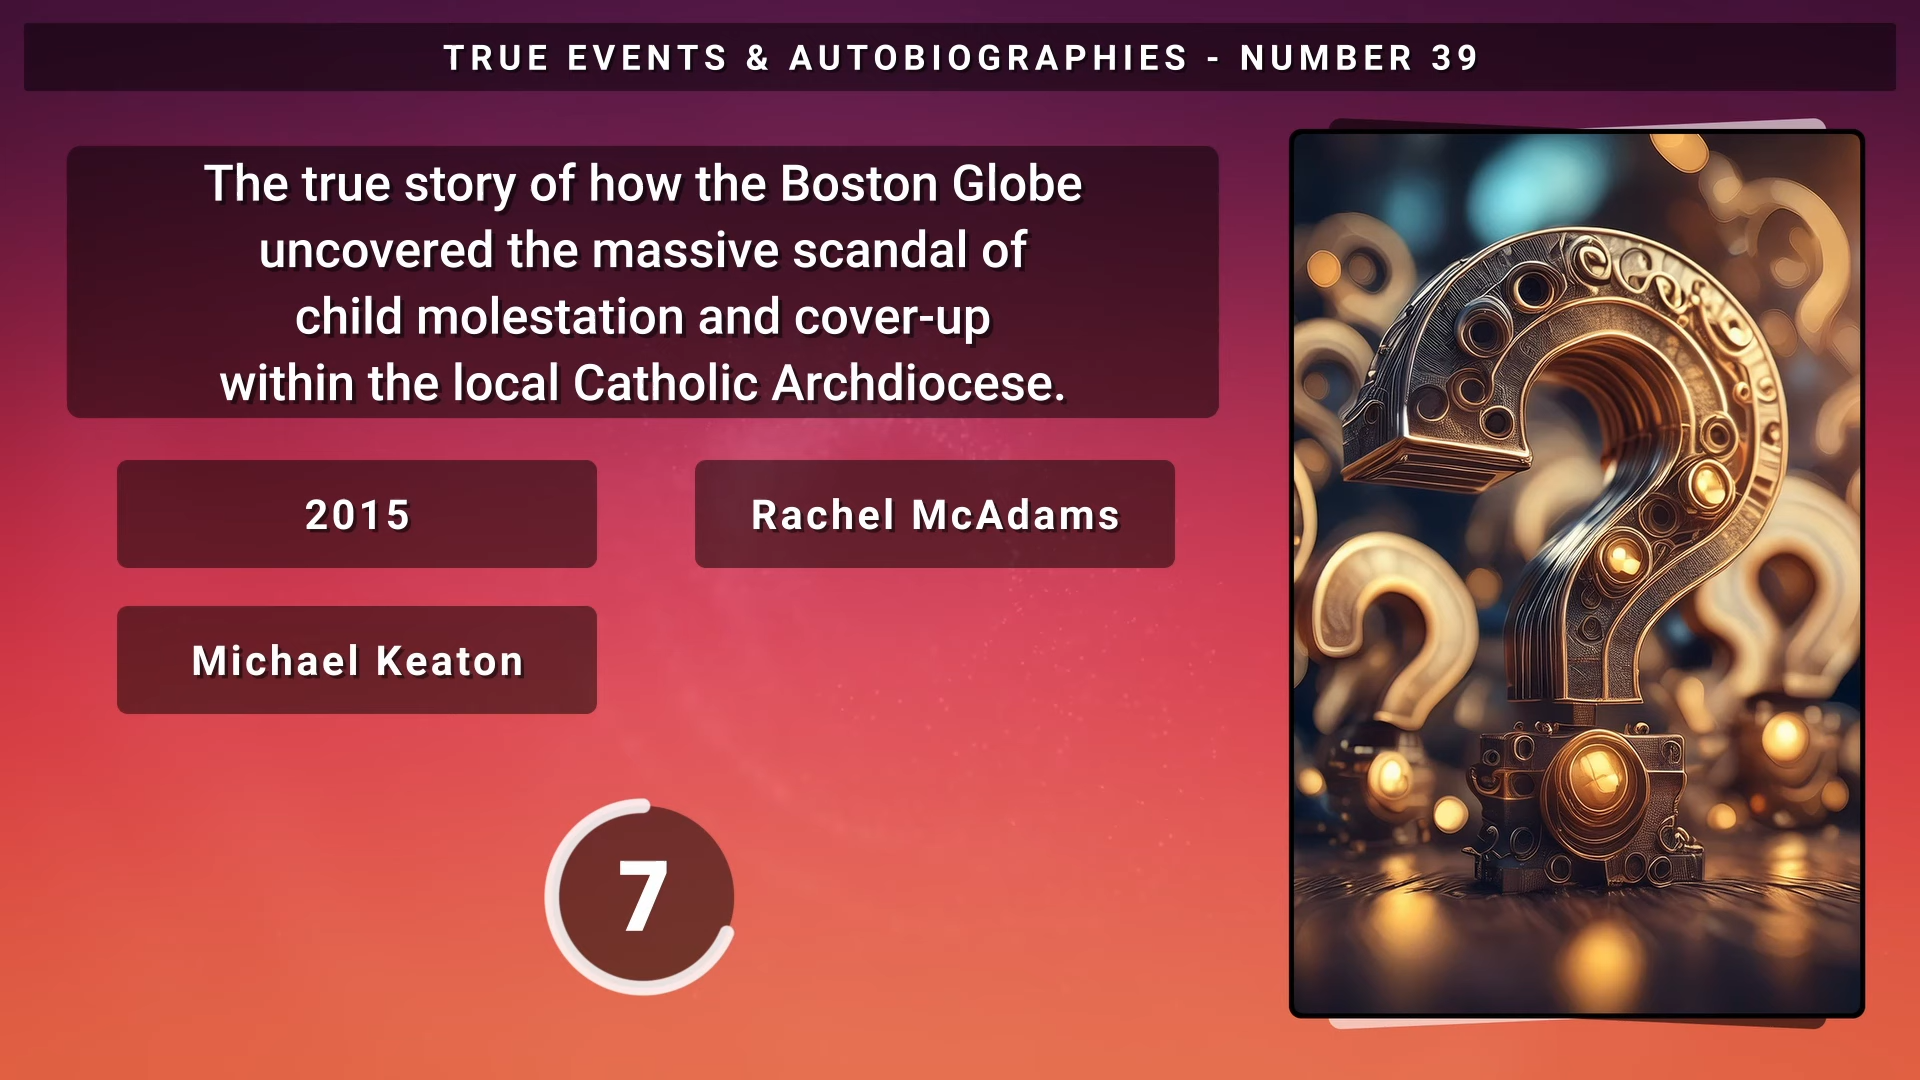 TRUE EVENTS & AUTOBIOGRAPHIES - NUMBER 39
The true story of how the Boston Globe
uncovered the massive scandal of
child molestation and cover-up
within the local Catholic Archdiocese.
2015
Rachel McAdams
Michael Keaton
7